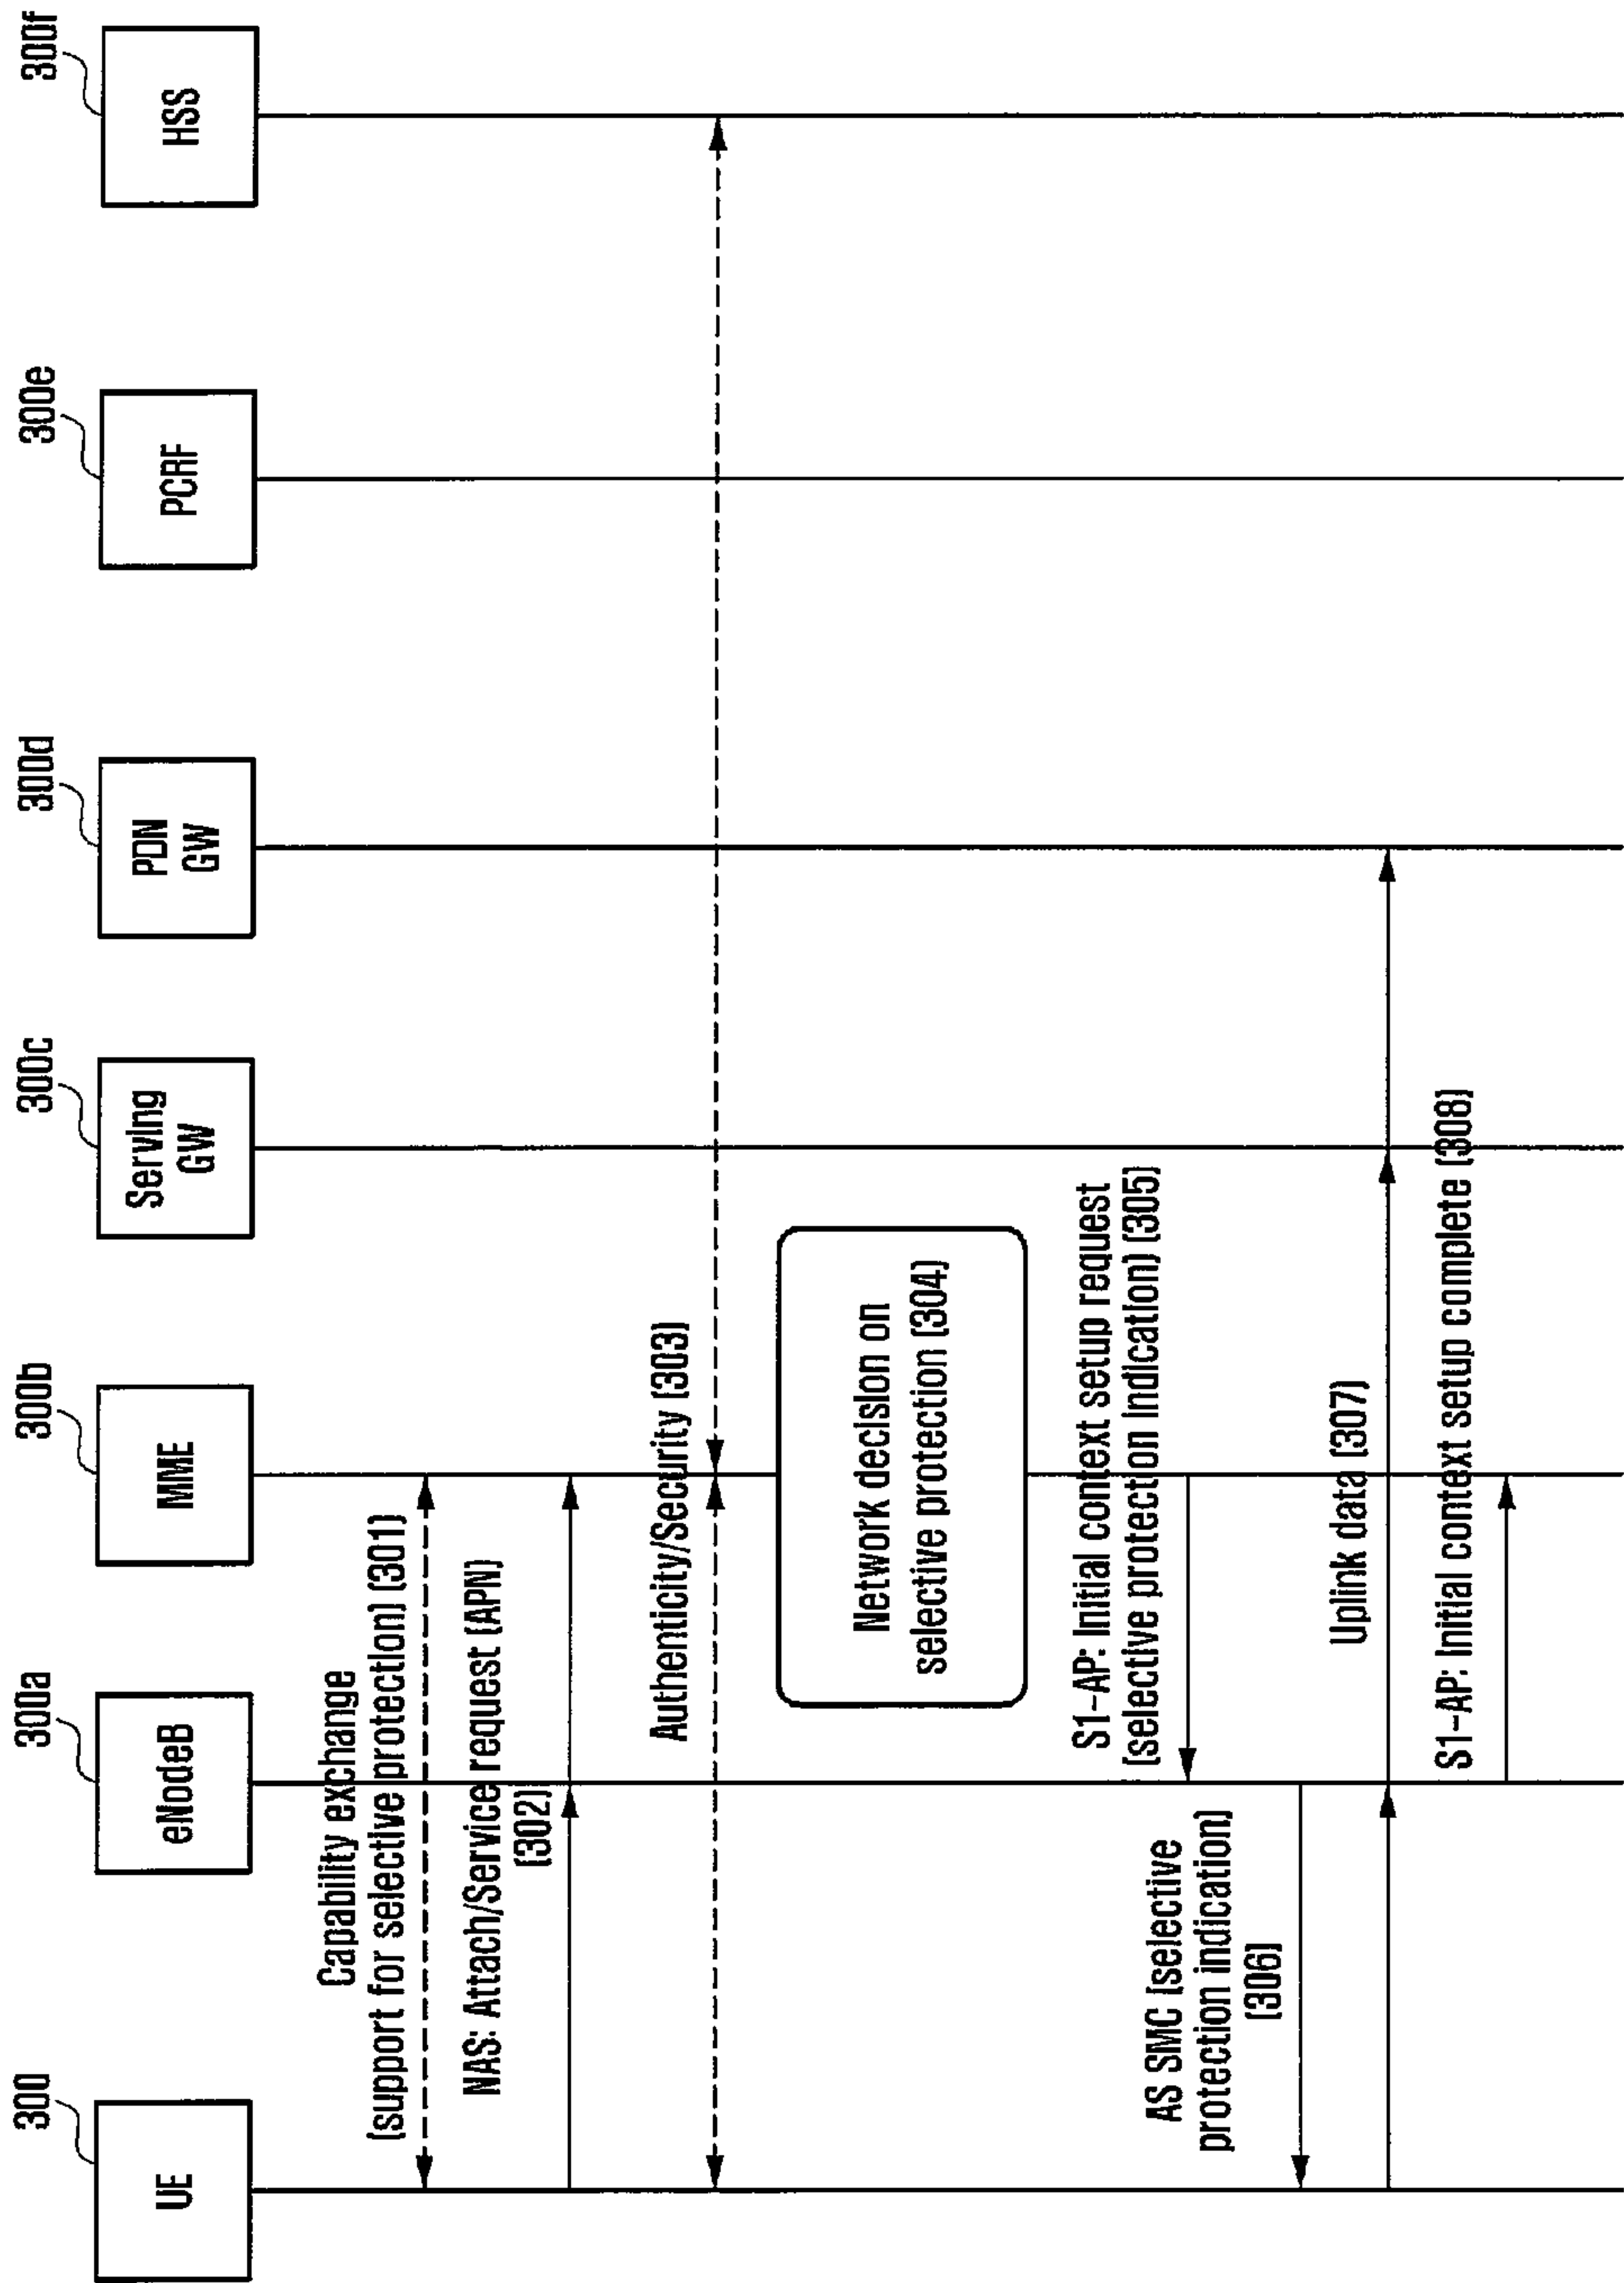 300
UE
300a
eNodeB
300b
MME
300c
Serving
GW
300d
PDN
GW
300e
PCRF
300f
HSS
Capability exchange
(support for selective protection) (301)
NAS: Attach/Service request (APN)
(302)
Authenticity/Security (303)
Network decision on
selective protection (304)
S1-AP: Initial context setup request
(selective protection indication) (305)
AS SMC (selective
protection indication)
(306)
Uplink data (307)
S1-AP: Initial context setup complete (308)